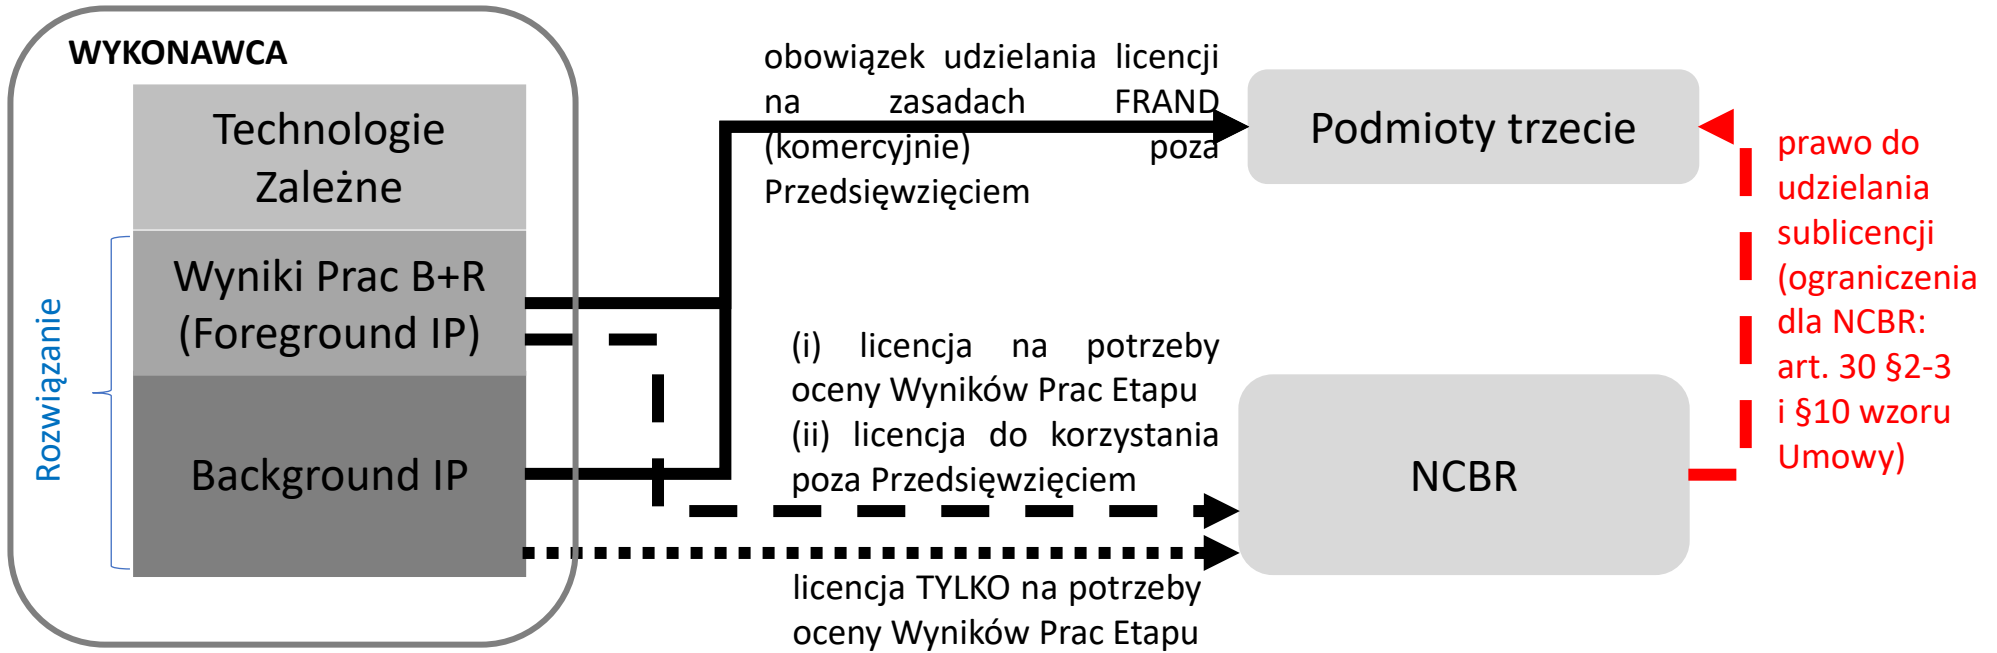 WYKONAWCA
Technologie
Zależne
Wyniki Prac B+R
(Foreground IP)
Background IP
Rozwiązanie
obowiązek udzielania licencji
na zasadach FRAND
(komercyjnie) poza
Przedsięwzięciem
(i) licencja na potrzeby
oceny Wyników Prac Etapu
(ii) licencja do korzystania
poza Przedsięwzięciem
licencja TYLKO na potrzeby
oceny Wyników Prac Etapu
Podmioty trzecie
NCBR
prawo do
udzielania
sublicencji
(ograniczenia
dla NCBR:
art. 30 §2-3
i §10 wzoru
Umowy)